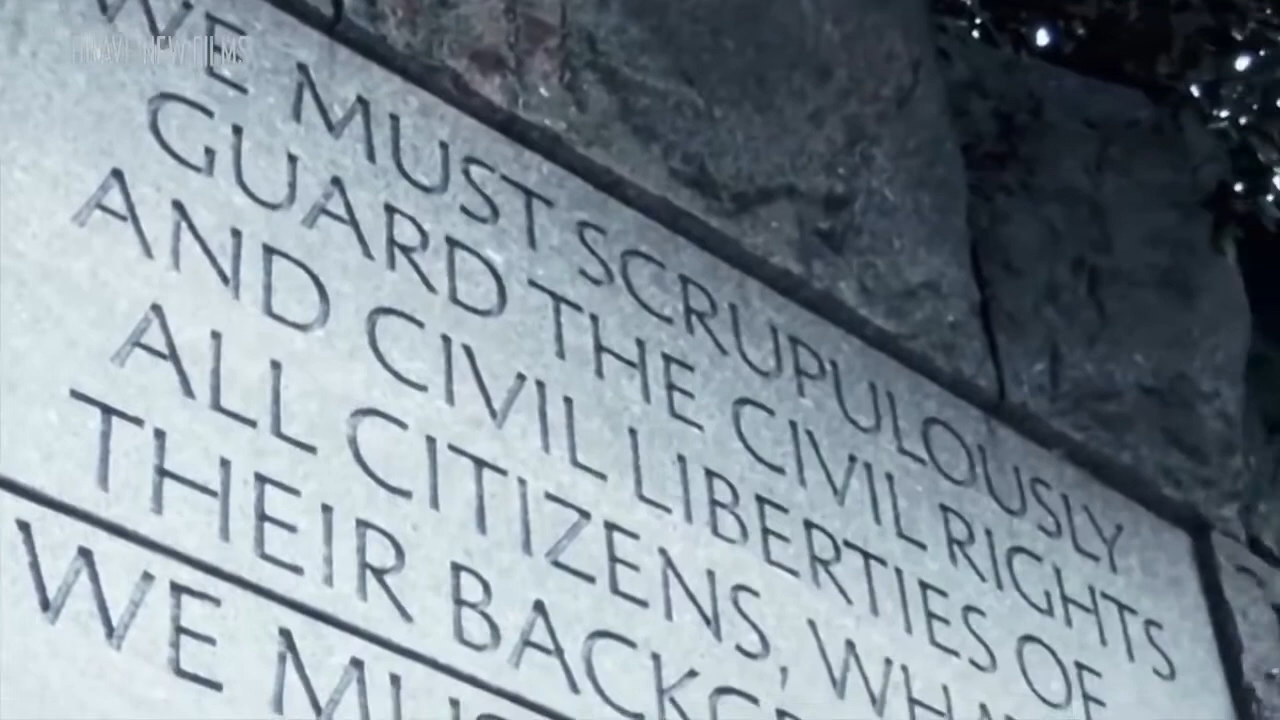 BRAVE NEW FILMS
WE MUST SCRUPULOUSLY
GUARD THE CIVIL RIGHTS
AND CIVIL LIBERTIES OF
ALL CITIZENS,
THEIR
WE